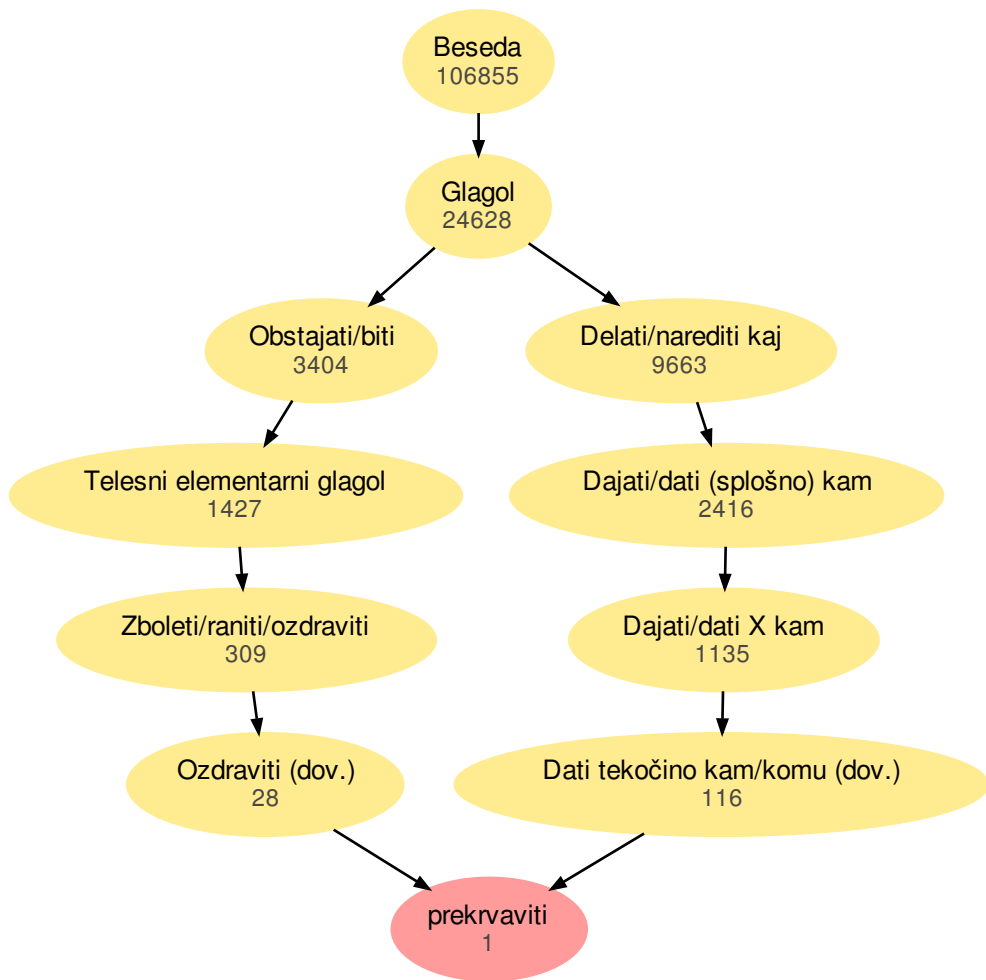 Beseda
106855
Glagol
24628
Obstajati/biti
3404
Delati/narediti kaj
9663
Telesni elementarni glagol
1427
Dajati/dati (splošno) kam
2416
Zboleti/raniti/ozdraviti
309
Dajati/dati X kam
1135
Ozdraviti (dov.)
28
Dati tekočino kam/komu (dov.)
116
prekrvaviti
1